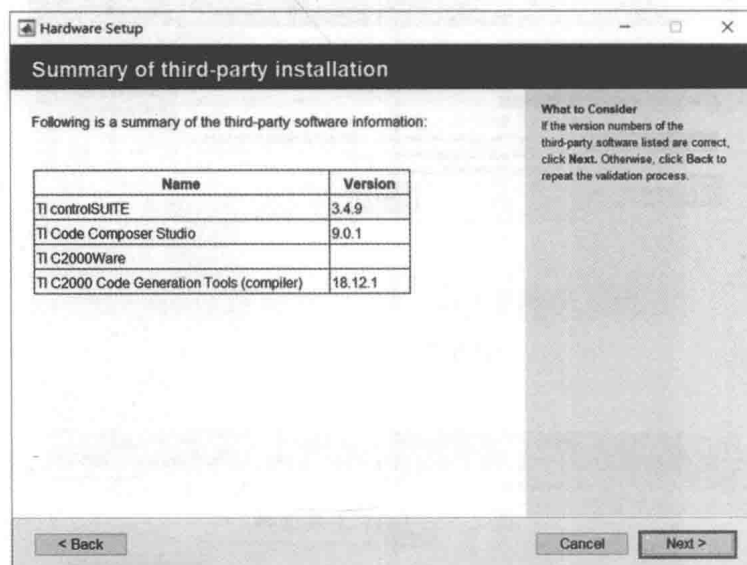 Hardware Setup
Summary of third-party installation
Following is a summary of the third-party software information:
Name Version
TI controlSUITE 3.4.9
TI Code Composer Studio 9.0.1
TI C2000Ware
TI C2000 Code Generation Tools (compiler) 18.12.1
What to Consider
If the version numbers of the
third-party software listed are correct,
click Next. Otherwise, click Back to
repeat the validation process.
< Back
Cancel
Next >